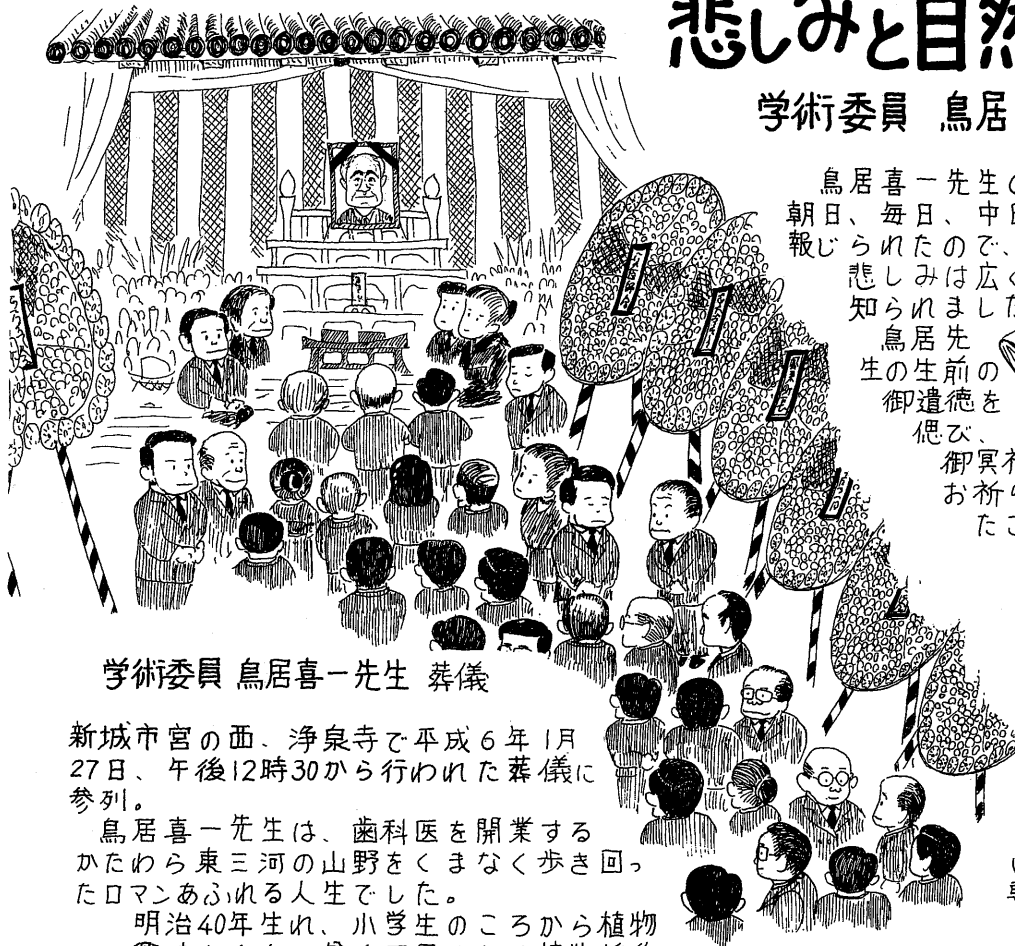 悲しみと自然
学術委員 鳥居
鳥居喜一先生の
朝日、毎日、中日
報じられたので、
悲しみは広く
知られました
鳥居先
生の生前の
御遺徳を
偲び、
御冥福
お祈り
たこ
学術委員 鳥居喜一先生 葬儀
新城市宮の西、浄泉寺で平成6年1月
27日、午後12時30から行われた葬儀に
参列。
鳥居喜一先生は、歯科医を開業する
かたわら東三河の山野をくまなく歩き回っ
たロマンあふれる人生でした。
明治40年生れ、小学生のころから植物